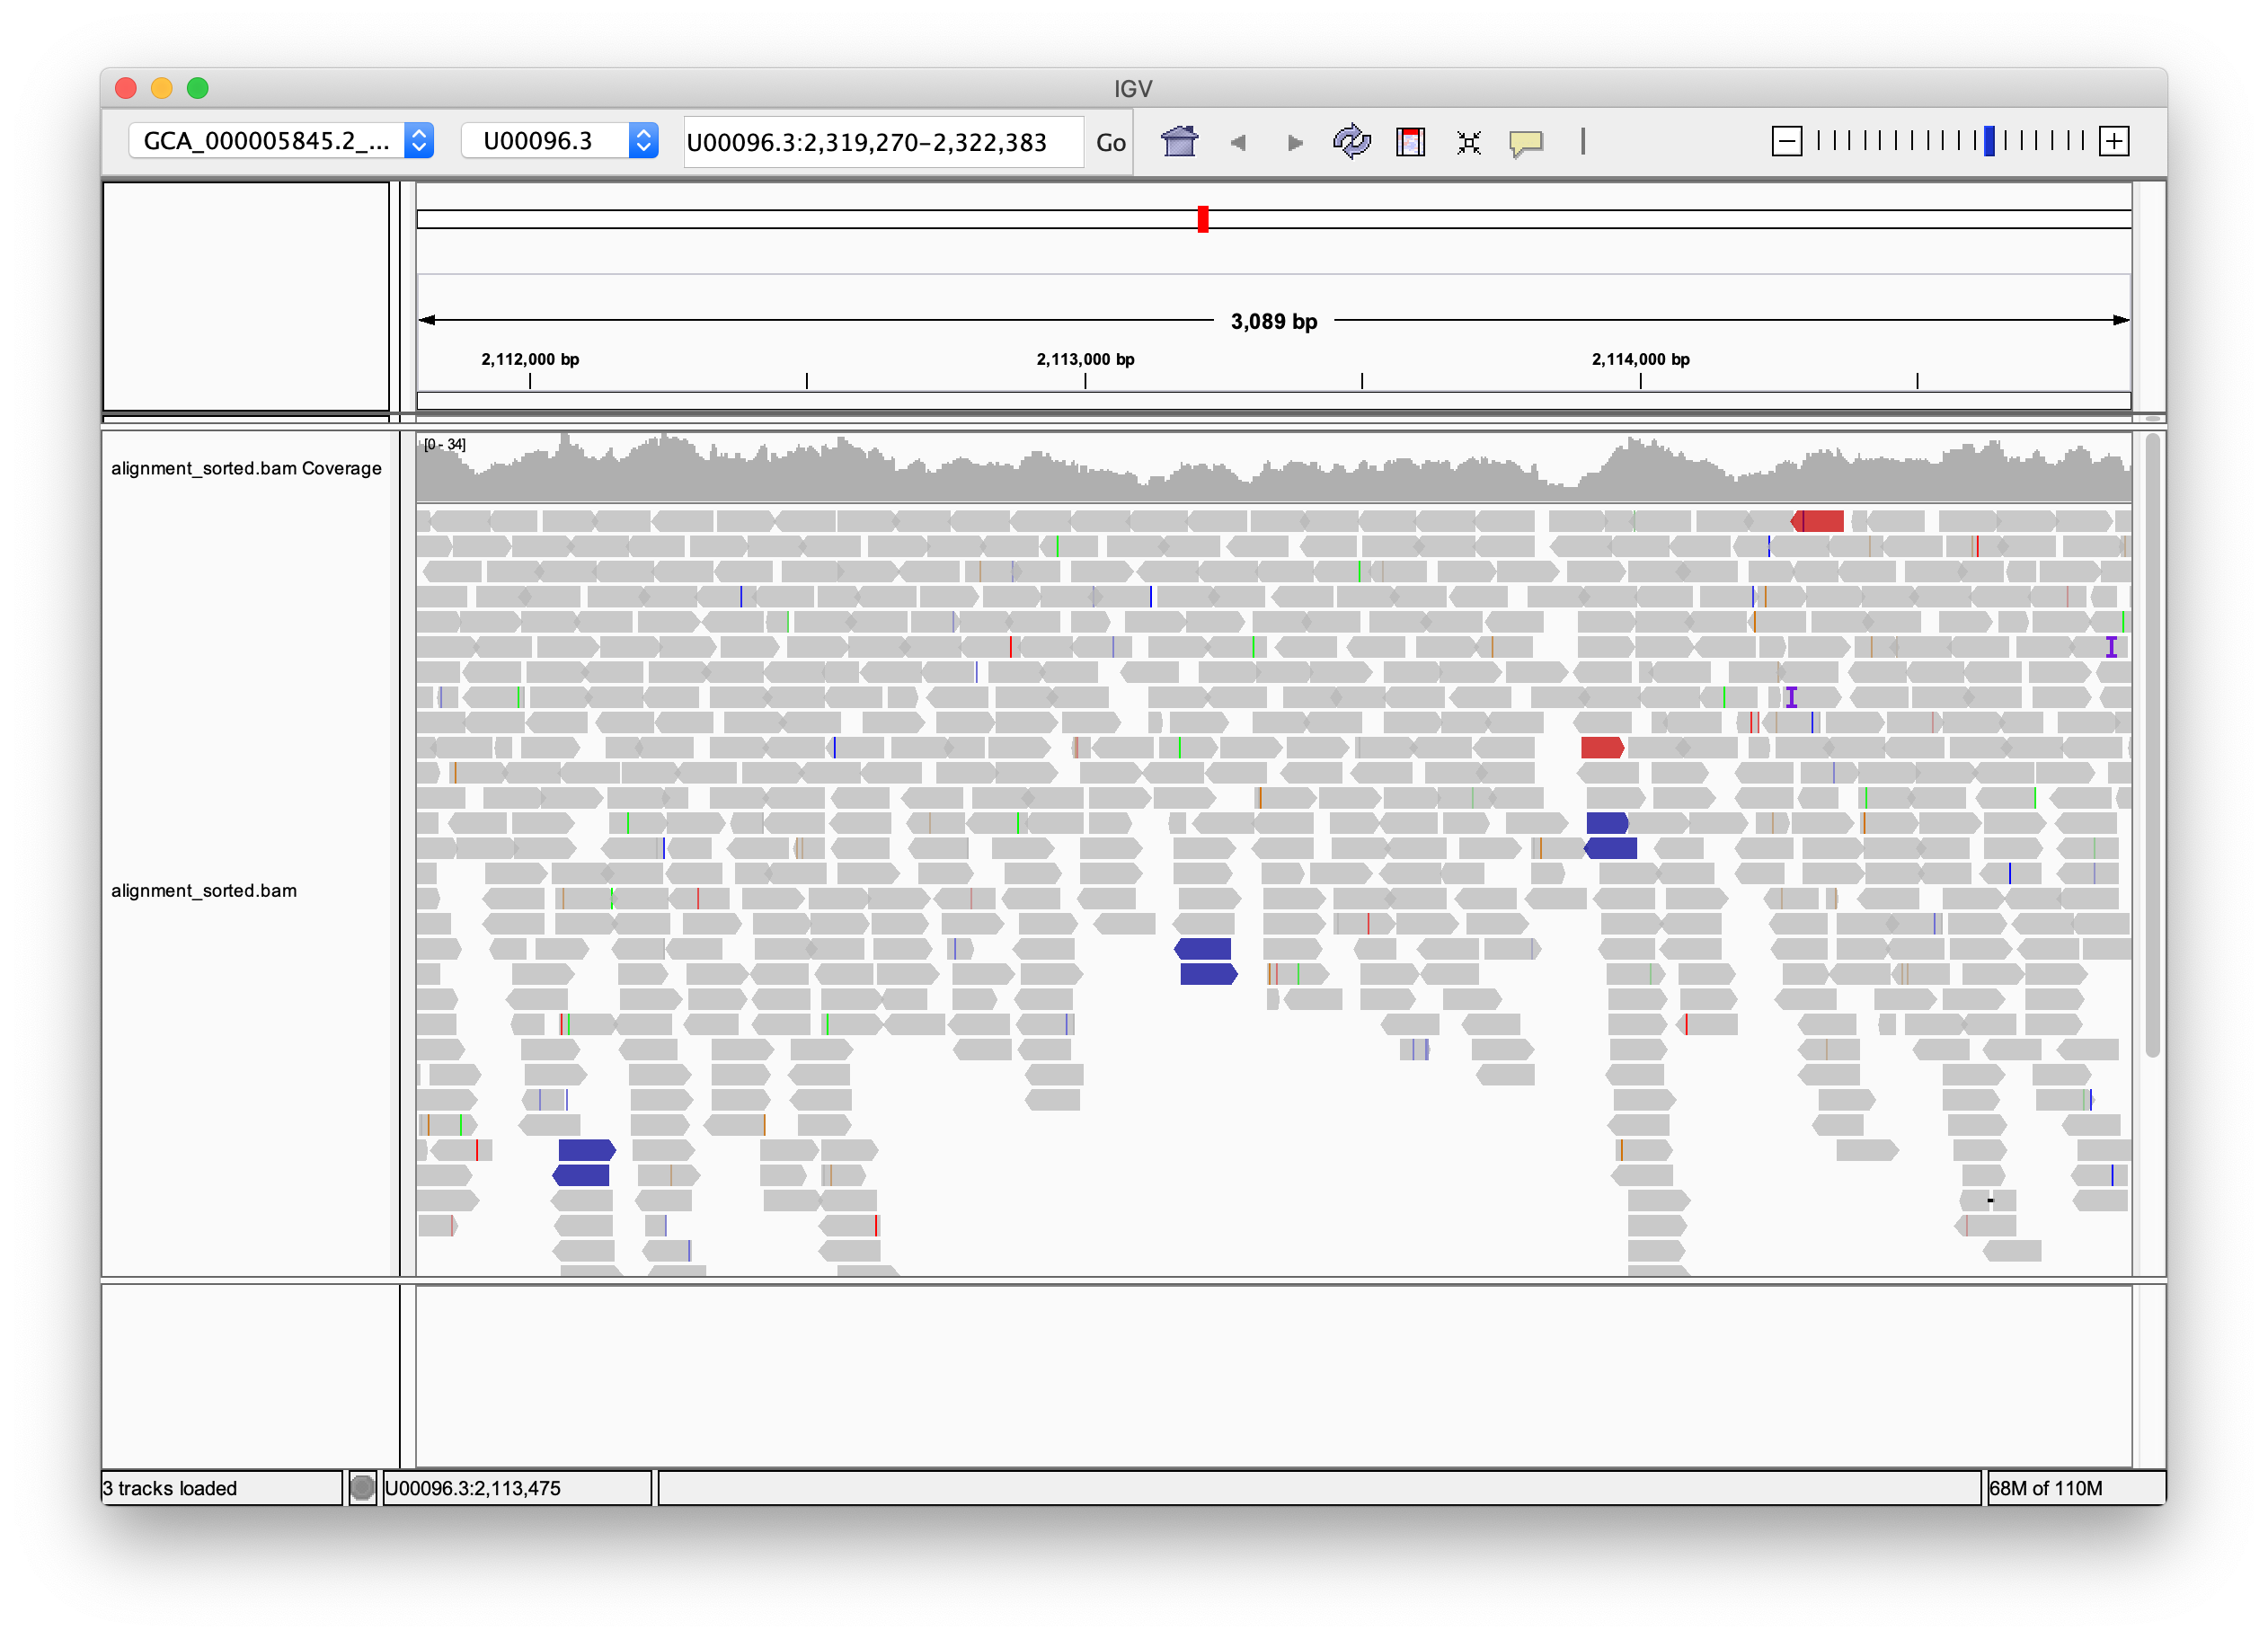 IGV
GCA_000005845.2_...
U00096.3
U00096.3:2,319,270-2,322,383
Go
3,089 bp
2,112,000 bp
2,113,000 bp
2,114,000 bp
[0 - 34]
alignment_sorted.bam Coverage
alignment_sorted.bam
3 tracks loaded
U00096.3:2,113,475
68M of 110M